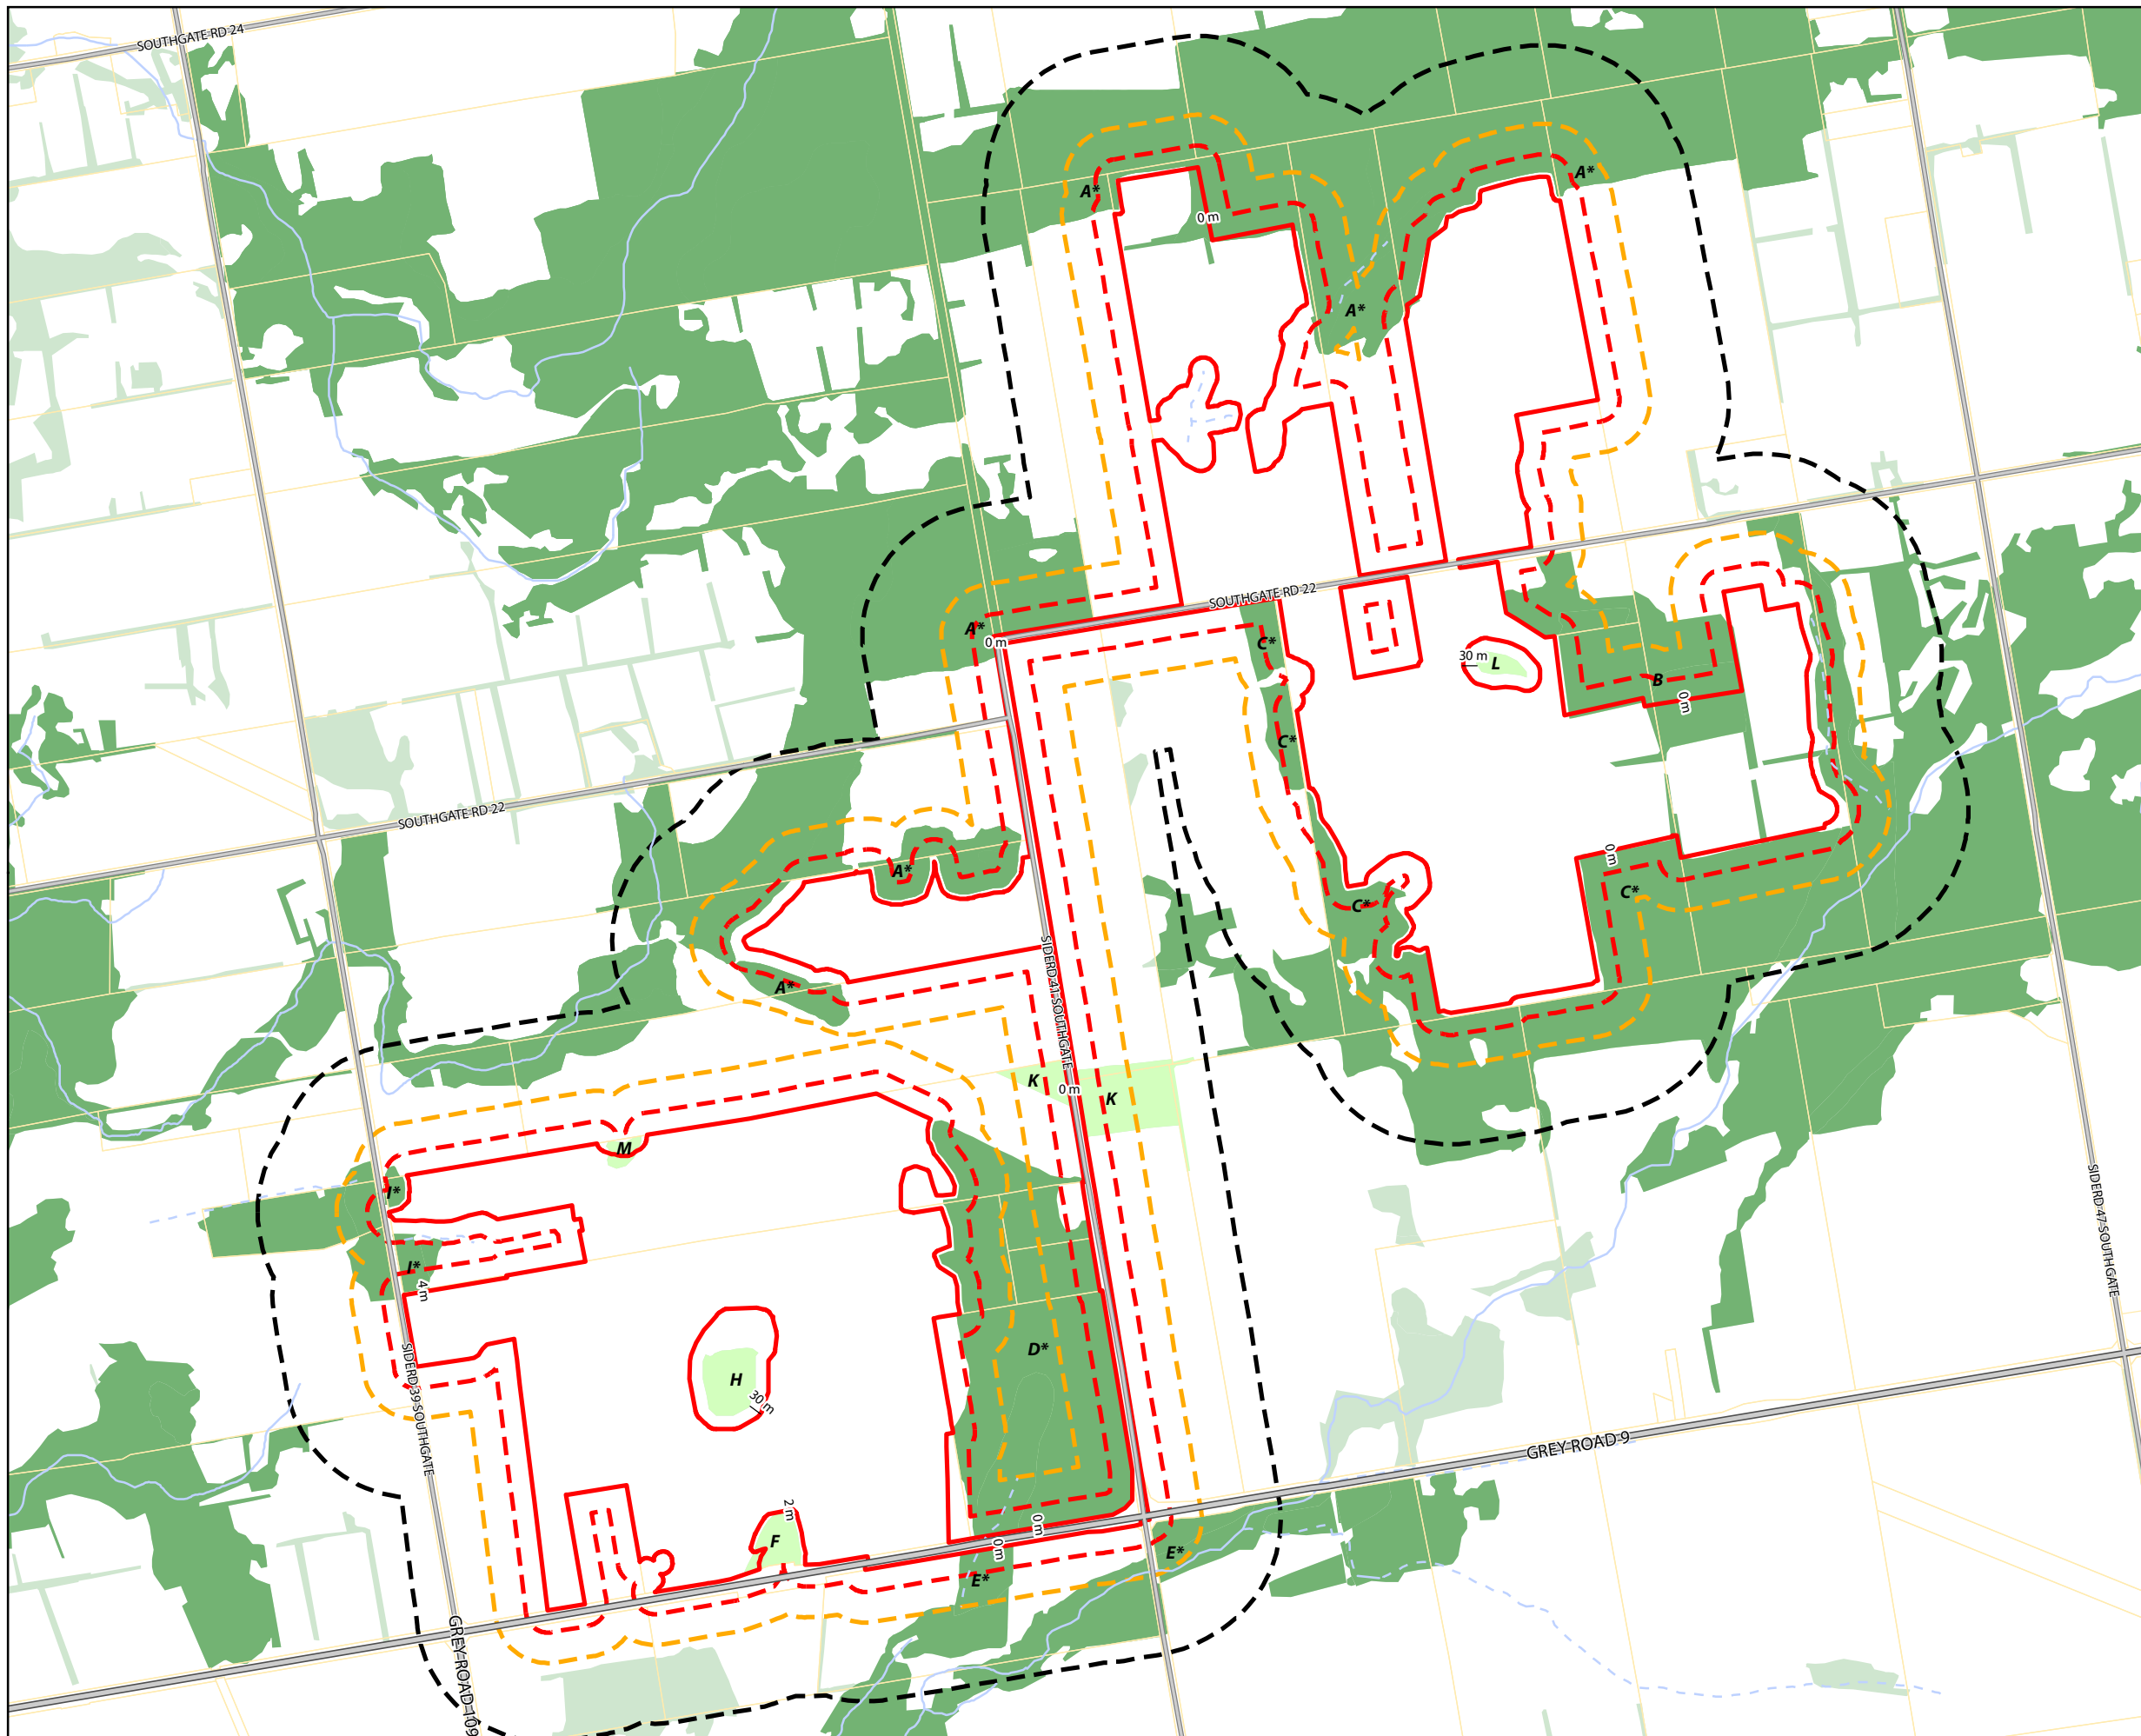 SOUTHGATE RD 24
A*
A*
0 m
A*
SOUTHGATE RD 22
A*
0 m
C*
30 m
L
B
0 m
C*
SOUTHGATE RD 22
0 m
A*
C*
C*
A*
SIDERD 41 SOUTHGATE
K
0 m
K
M
I*
SIDERD 47 SOUTHGATE
I*
4 m
D*
H
30 m
SIDERD 39 SOUTHGATE
GREY ROAD 9
2 m
F
0 m
0 m
E*
E*
GREY ROAD 109